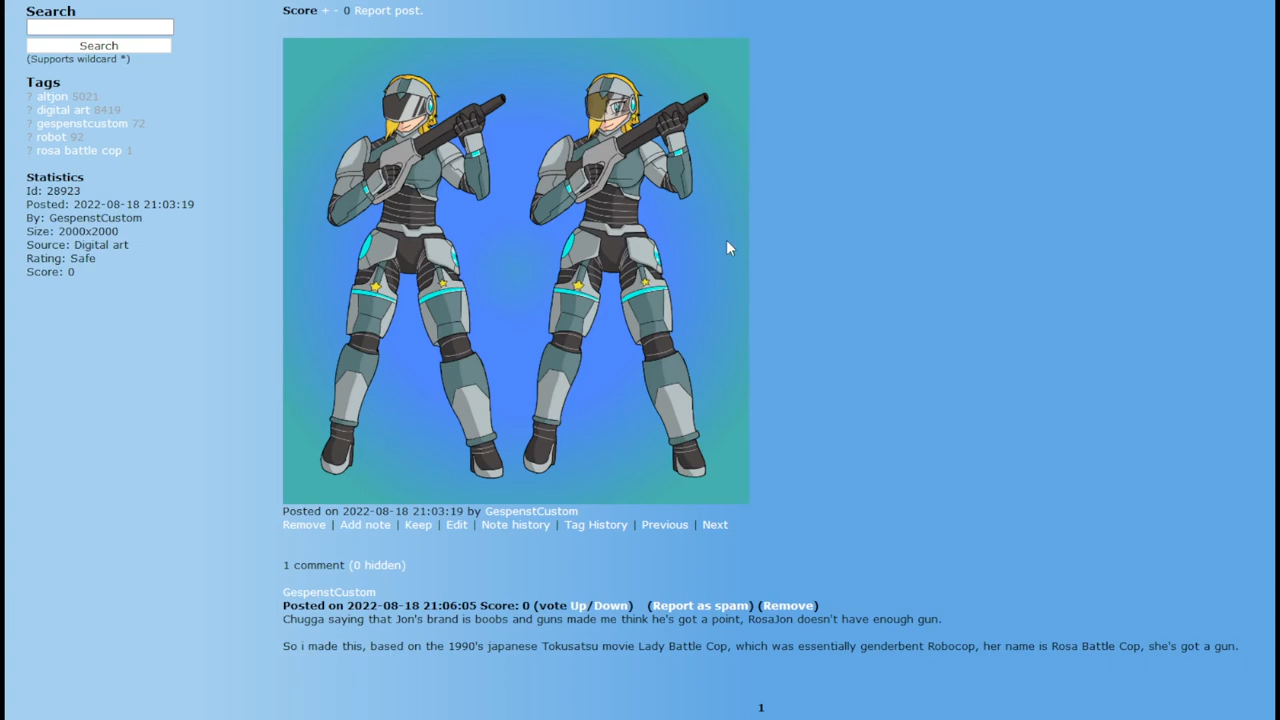 Search
Search
(Supports wildcard *)
Tags
? altjon 5021
? digital art 8419
? gespenstcustom 72
? robot 92
? rosa battle cop 1
Statistics
Id: 28923
Posted: 2022-08-18 21:03:19
By: GespenstCustom
Size: 2000x2000
Source: Digital art
Rating: Safe
Score: 0
Score + - 0 Report post.
Posted on 2022-08-18 21:03:19 by GespenstCustom
Remove | Add note | Keep | Edit | Note history | Tag History | Previous | Next
1 comment (0 hidden)
GespenstCustom
Posted on 2022-08-18 21:06:05 Score: 0 (vote Up/Down) (Report as spam) (Remove)
Chugga saying that Jon's brand is boobs and guns made me think he's got a point, RosaJon doesn't have enough gun.
So i made this, based on the 1990's japanese Tokusatsu movie Lady Battle Cop, which was essentially genderbent Robocop, her name is Rosa Battle Cop, she's got a gun.
1